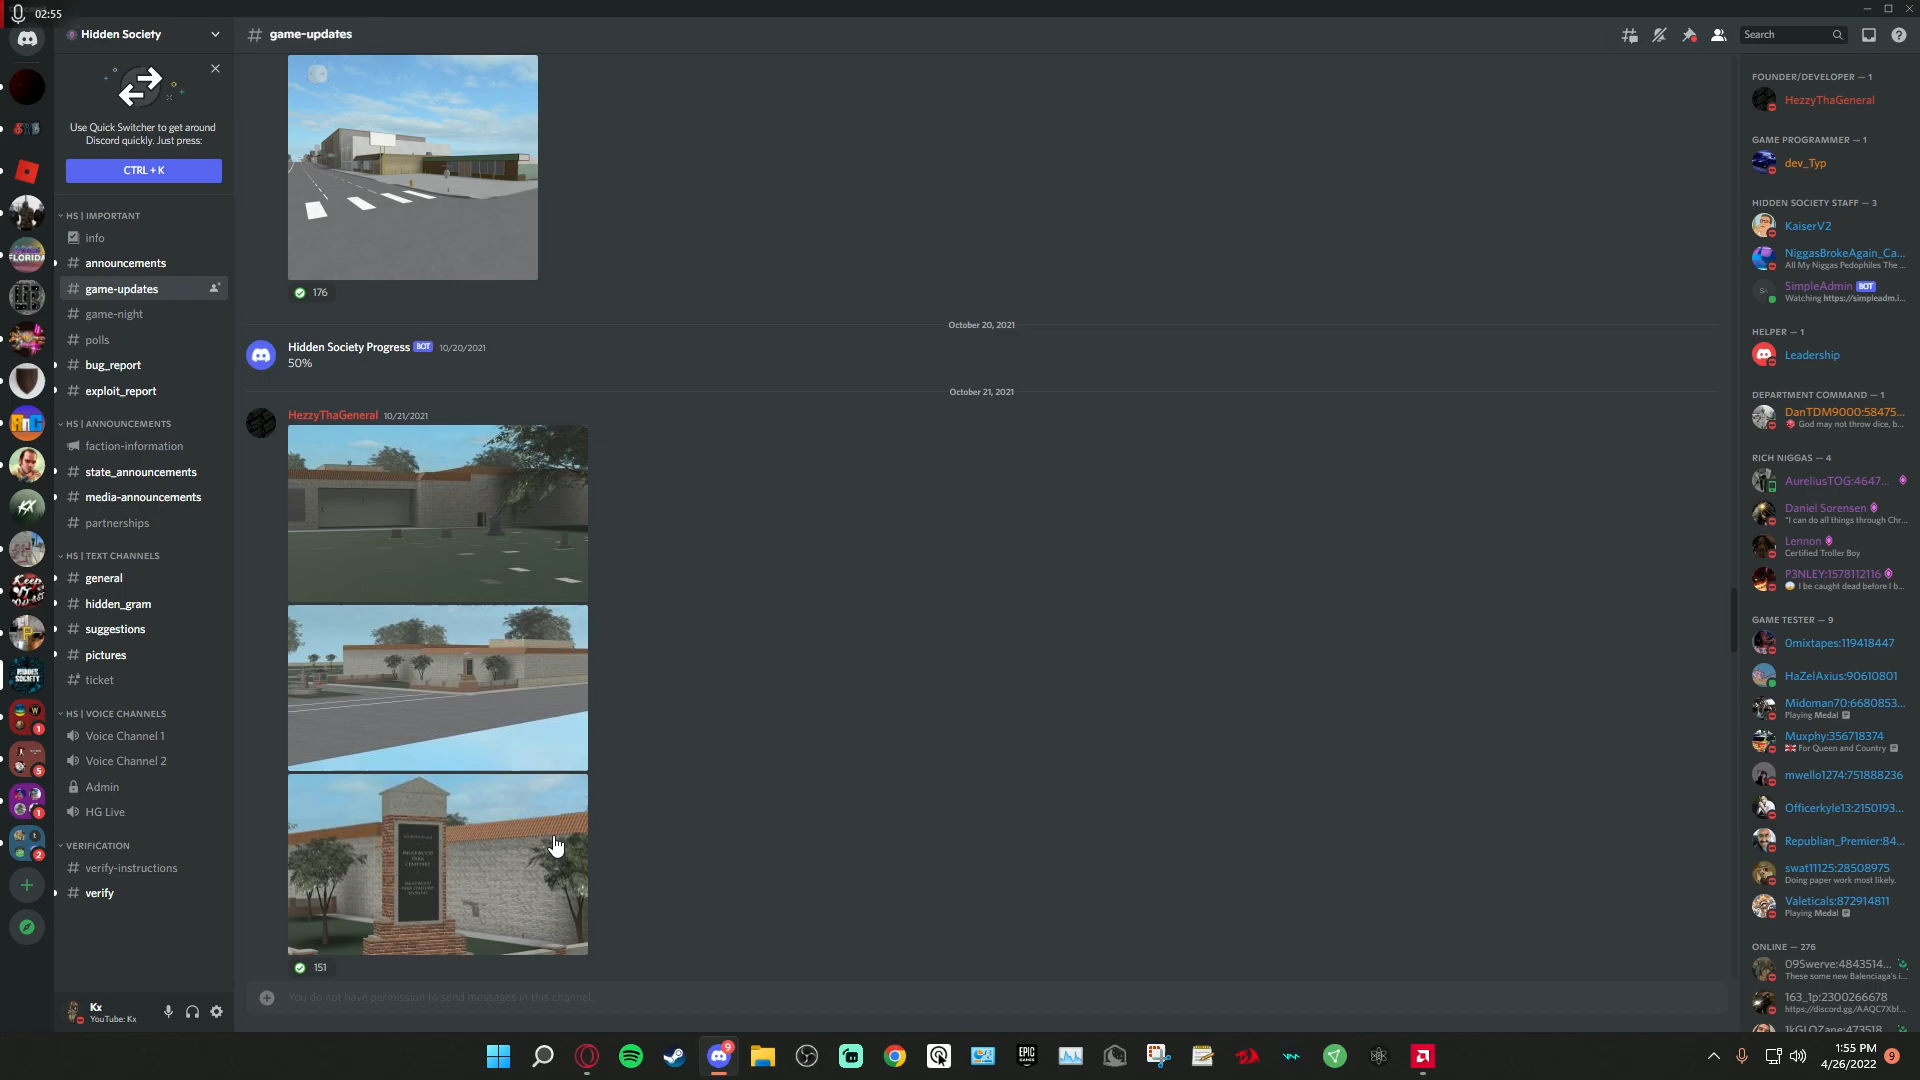 02:55
Hidden Society
# game-updates
Search
Use Quick Switcher to get around
Discord quickly. Just press:
CTRL + K
HS | IMPORTANT
info
announcements
game-updates
game-night
polls
bug_report
exploit_report
HS | ANNOUNCEMENTS
faction-information
state_announcements
media-announcements
partnerships
HS | TEXT CHANNELS
general
hidden_gram
suggestions
pictures
ticket
HS | VOICE CHANNELS
Voice Channel 1
Voice Channel 2
Admin
HG Live
VERIFICATION
verify-instructions
verify
Kx
YouTube: Kx
176
October 20, 2021
Hidden Society Progress BOT 10/20/2021
50%
October 21, 2021
HezzyThaGeneral 10/21/2021
151
You do not have permission to send messages in this channel.
FOUNDER/DEVELOPER — 1
HezzyThaGeneral
GAME PROGRAMMER — 1
dev_Typ
HIDDEN SOCIETY STAFF — 3
KaiserV2
NiggasBrokeAgain_Ca...
All My Niggas Pedophiles The ...
SimpleAdmin BOT
Watching https://simpleadm.i...
HELPER — 1
Leadership
DEPARTMENT COMMAND — 1
DanTDM9000:58475...
God may not throw dice, b...
RICH NIGGAS — 4
AureliusTOG:4647...
Daniel Sorensen
"I can do all things through Chr...
Lennon
Certified Troller Boy
P3NLEY:1578112116
I be caught dead before I b...
GAME TESTER — 9
0mixtapes:119418447
HaZelAxius:90610801
Midoman70:6680853...
Playing Medal
Muxphy:356718374
For Queen and Country
mwello1274:751888236
Officerkyle13:2150193...
Republian_Premier:84...
swat11125:28508975
Doing paper work most likely.
Valeticals:872914811
Playing Medal
ONLINE — 276
09Swerve:4843514...
These some new Balenciaga's i...
163_1p:2300266678
https://discord.gg/AAQC7Xbf...
1:55 PM
4/26/2022